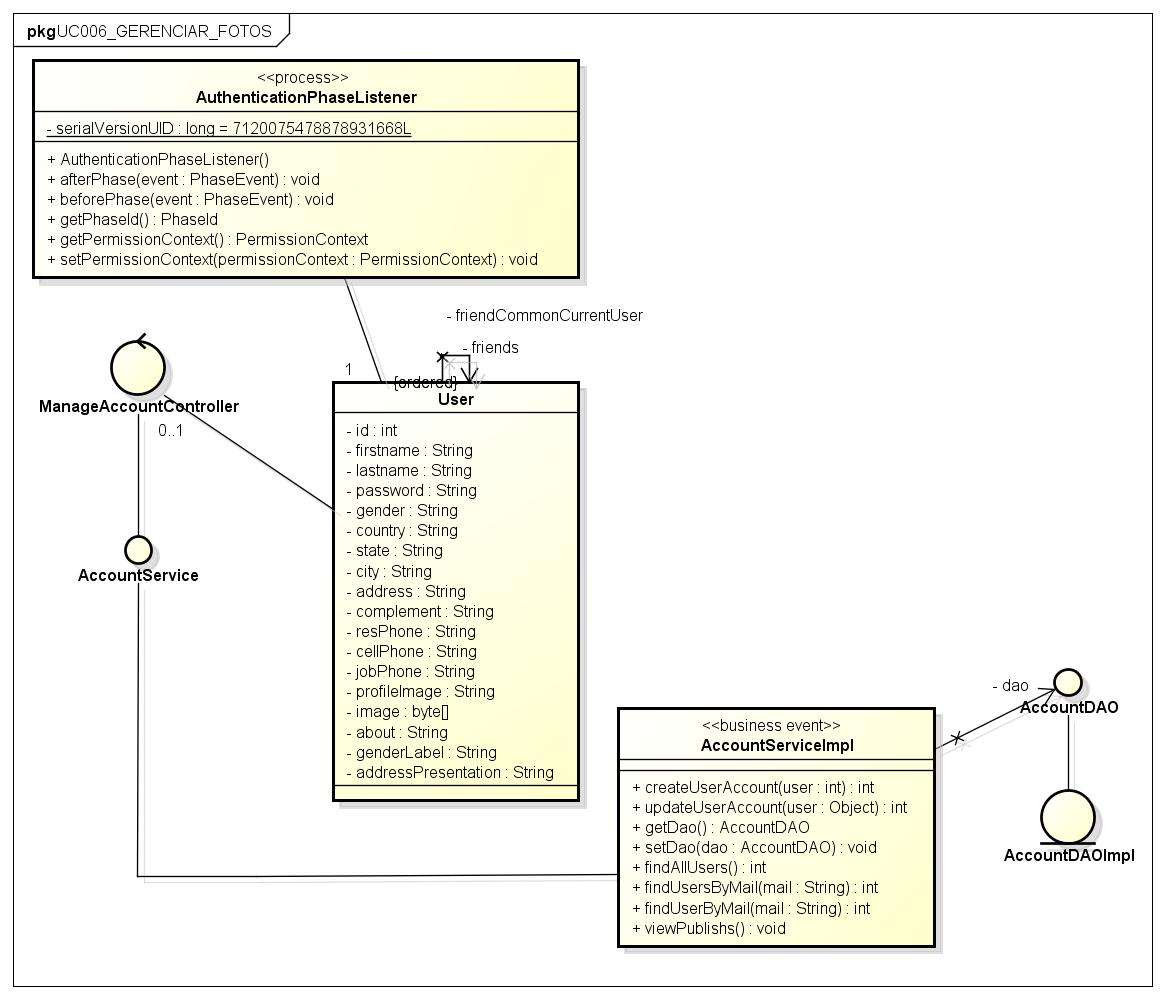 pkgUC006_GERENCIAR_FOTOS
<<process>>
AuthenticationPhaseListener
- serialVersionUID : long = 7120075478878931668L
+ AuthenticationPhaseListener()
+ afterPhase(event : PhaseEvent) : void
+ beforePhase(event : PhaseEvent) : void
+ getPhaseId() : PhaseId
+ getPermissionContext() : PermissionContext
+ setPermissionContext(permissionContext : PermissionContext) : void
- friendCommonCurrentUser
- friends
1
{ordered}
ManageAccountController
0..1
User
- id : int
- firstname : String
- lastname : String
- password : String
- gender : String
- country : String
- state : String
- city : String
- address : String
- complement : String
- resPhone : String
- cellPhone : String
- jobPhone : String
- profileImage : String
- image : byte[]
- about : String
- genderLabel : String
- addressPresentation : String
AccountService
- dao
AccountDAO
<<business event>>
AccountServiceImpl
+ createUserAccount(user : int) : int
+ updateUserAccount(user : Object) : int
+ getDao() : AccountDAO
+ setDao(dao : AccountDAO) : void
+ findAllUsers() : int
+ findUsersByMail(mail : String) : int
+ findUserByMail(mail : String) : int
+ viewPublishs() : void
AccountDAOImpl